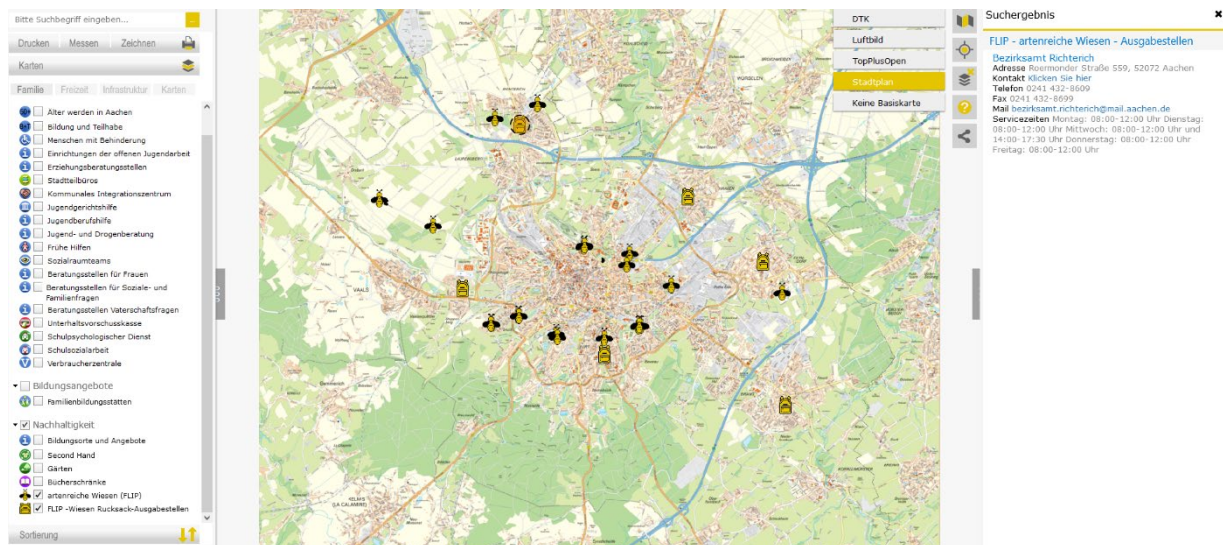 Bitte Suchbegriff eingeben...
Drucken Messen Zeichnen
Karten
Familie Freizeit Infrastruktur Karten
Älter werden in Aachen
Bildung und Teilhabe
Menschen mit Behinderung
Einrichtungen der offenen Jugendarbeit
Erziehungsberatungsstellen
Stadtteilbüros
Kommunales Integrationszentrum
Jugendgerichtshilfe
Jugendberufshilfe
Jugend- und Drogenberatung
Frühe Hilfen
Sozialraumteams
Beratungsstellen für Frauen
Beratungsstellen für Soziale- und
Familienfragen
Beratungsstellen Vaterschaftsfragen
Unterhaltsvorschusskasse
Schulpsychologischer Dienst
Schulsozialarbeit
Verbraucherzentrale
Bildungsangebote
Familienbildungsstätten
Nachhaltigkeit
Bildungsorte und Angebote
Second Hand
Gärten
Bücherschränke
artenreiche Wiesen (FLIP)
FLIP -Wiesen Rucksack-Ausgabestellen
Sortierung
VAALS
KELMIS
(LA CALAMINE)
WÜRSELEN
DTK
Luftbild
TopPlusOpen
Stadtplan
Keine Basiskarte
Suchergebnis
FLIP - artenreiche Wiesen - Ausgabestellen
Bezirksamt Richterich
Adresse Roermonder Straße 559, 52072 Aachen
Kontakt Klicken Sie hier
Telefon 0241 432-8609
Fax 0241 432-8699
Mail bezirksamt.richterich@mail.aachen.de
Servicezeiten Montag: 08:00-12:00 Uhr Dienstag:
08:00-12:00 Uhr Mittwoch: 08:00-12:00 Uhr und
14:00-17:30 Uhr Donnerstag: 08:00-12:00 Uhr
Freitag: 08:00-12:00 Uhr